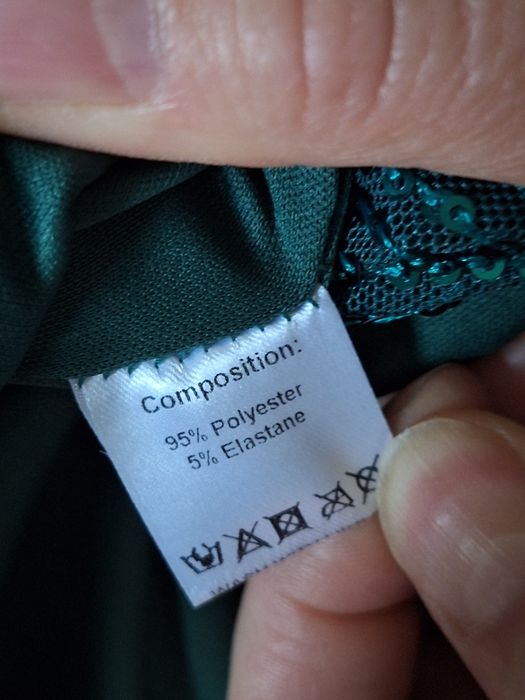 Composition:
95% Polyester
5% Elastane